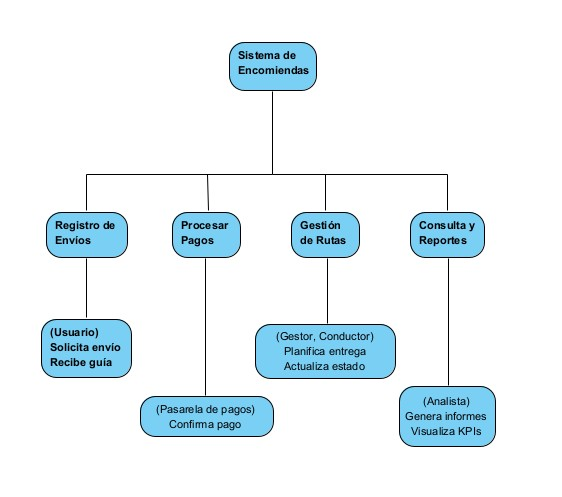 Sistema de
Encomiendas
Registro de
Envíos
Procesar
Pagos
Gestión
de Rutas
Consulta y
Reportes
(Usuario)
Solicita envío
Recibe guía
(Gestor, Conductor)
Planifica entrega
Actualiza estado
(Pasarela de pagos)
Confirma pago
(Analista)
Genera informes
Visualiza KPIs